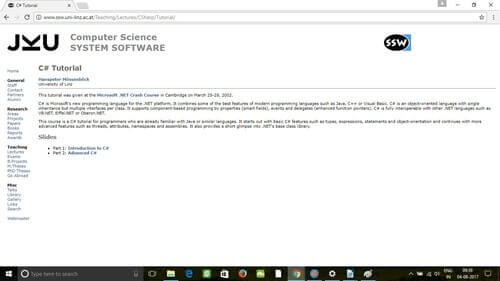 C# Tutorial
www.ssw.uni-linz.ac.at/Teaching/Lectures/CSharp/Tutorial/
JKU
Computer Science
SYSTEM SOFTWARE
SSW
Home
General
Staff
Contact
Partners
Alumni
Research
Areas
Projects
Papers
Books
Reports
Awards
Teaching
Lectures
Exams
B.Projects
M.Theses
PhD Theses
Go Abroad
Misc
Talks
Library
Gallery
Links
Search
Webmaster
C# Tutorial
Hanspeter Mössenböck
University of Linz
This tutorial was given at the Microsoft .NET Crash Course in Cambridge on March 25-28, 2002.
C# is Microsoft's new programming language for the .NET platform. It combines some of the best features of modern programming languages such as Java, C++ or Visual Basic. C# is an object-oriented language with single
inheritance but multiple interfaces per class. It supports component-based programming by properties (smart fields), events and delegates (enhanced function pointers). C# is fully interoperable with other .NET languages such as
VB.NET, Eiffel.NET or Oberon.NET.
This course is a C# tutorial for programmers who are already familiar with Java or similar languages. It starts out with basic C# features such as types, expressions, statements and object-orientation and continues with more
advanced features such as threads, attributes, namespaces and assemblies. It also provides a short glimpse into .NET's base class library.
Slides
Part 1: Introduction to C#
Part 2: Advanced C#
Type here to search
ENG
IN
04-08-2017